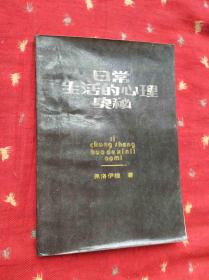 日常
生活的心理
奥秘
ri
chang sheng
huo de xin li
ao mi
弗洛伊德 著